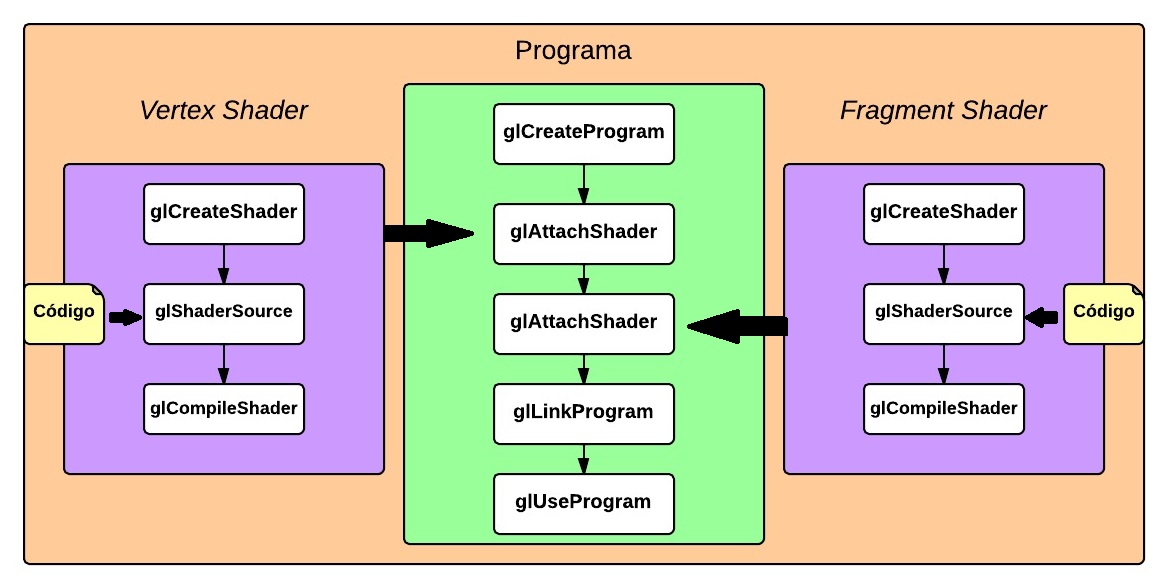 Programa
Vertex Shader
glCreateShader
Código
glShaderSource
glCompileShader
glCreateProgram
glAttachShader
glAttachShader
glLinkProgram
glUseProgram
Fragment Shader
glCreateShader
glShaderSource
Código
glCompileShader